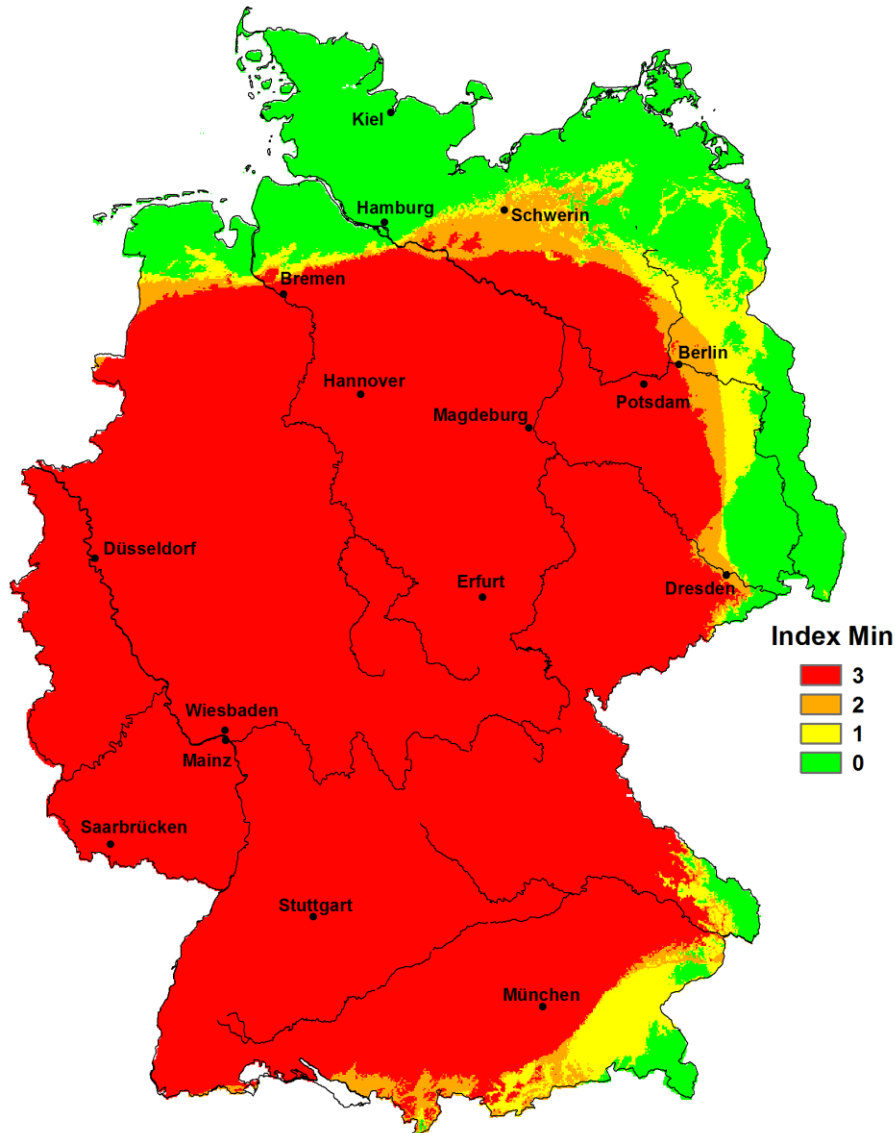 Kiel
Hamburg
Schwerin
Bremen
Berlin
Hannover
Potsdam
Magdeburg
Düsseldorf
Erfurt
Dresden
Index Min
3
2
1
0
Wiesbaden
Mainz
Saarbrücken
Stuttgart
München